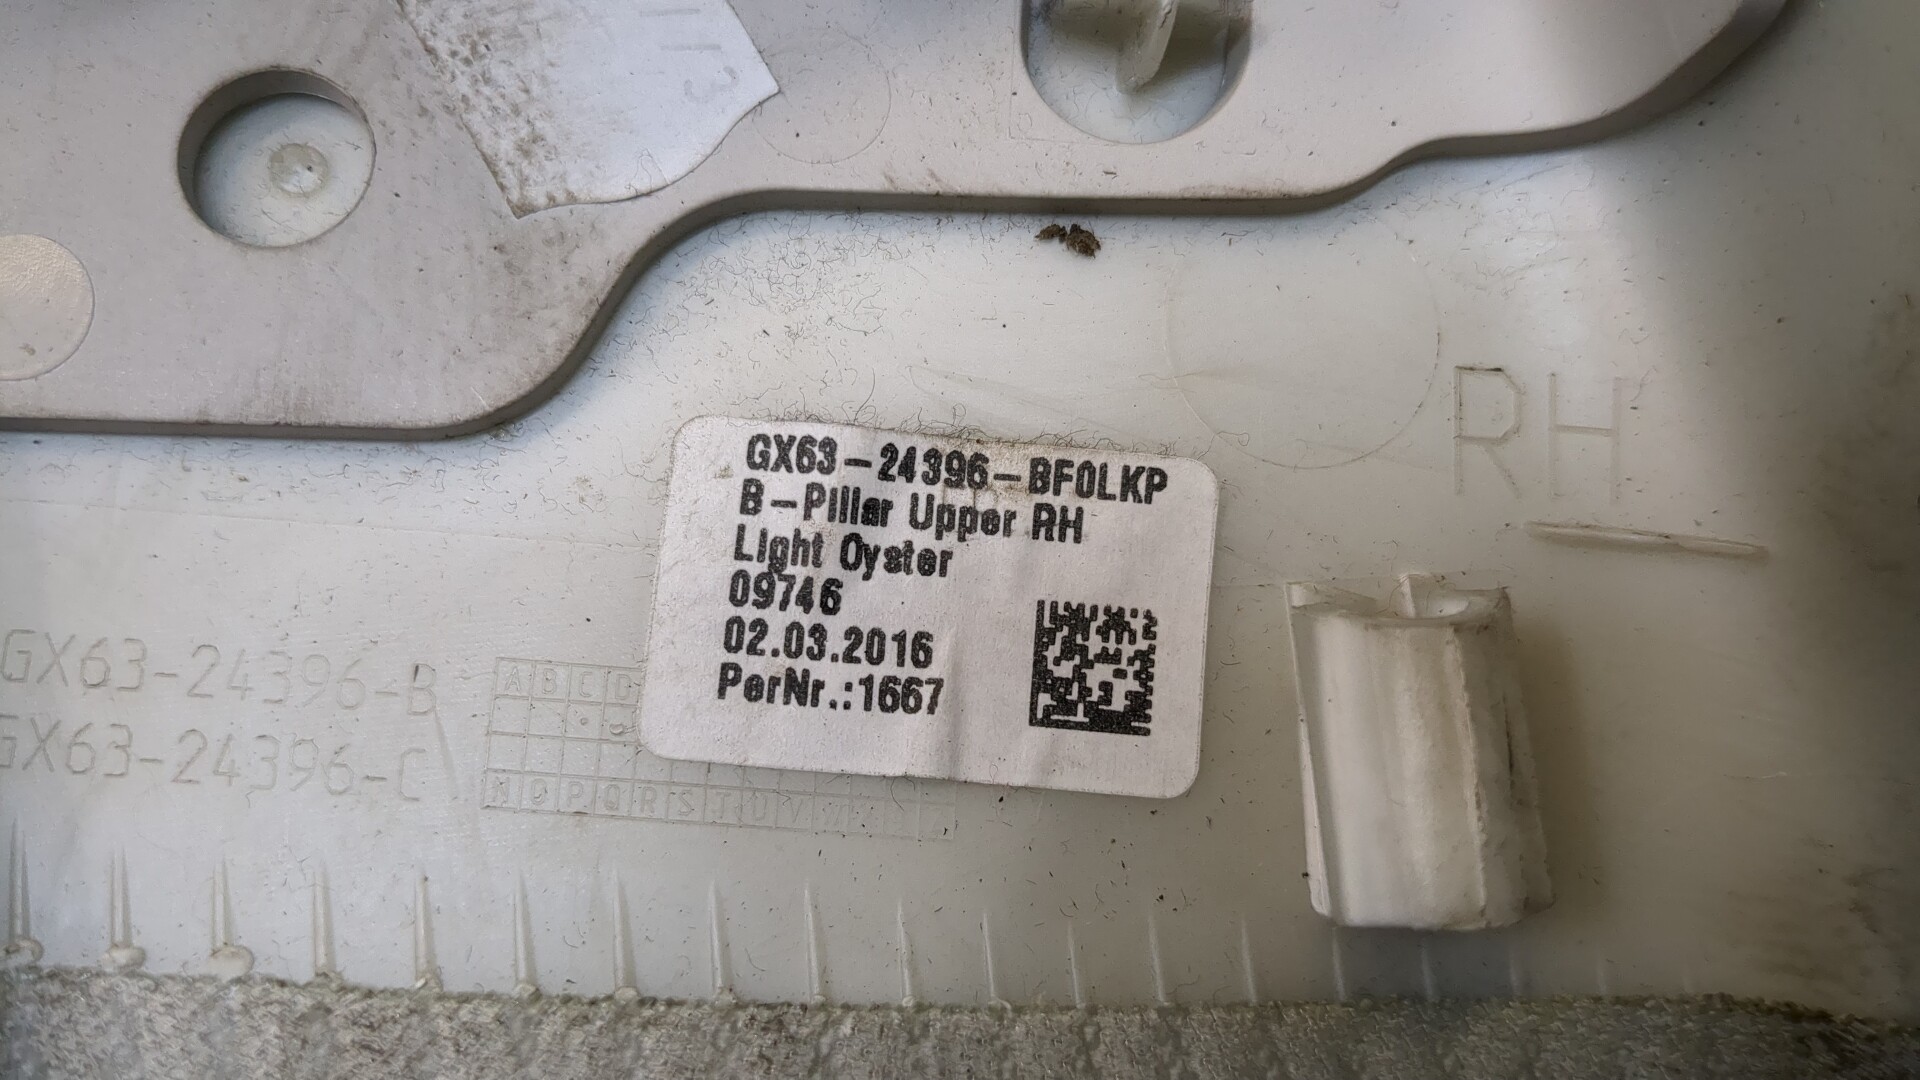 113
RH
GX63-24396-BF0LKP
B-Pillar Upper RH
Light Oyster
09746
02.03.2016
PerNr.:1667
GX63-24396-B
GX63-24396-C
A B C D
N O P Q R S T U V W